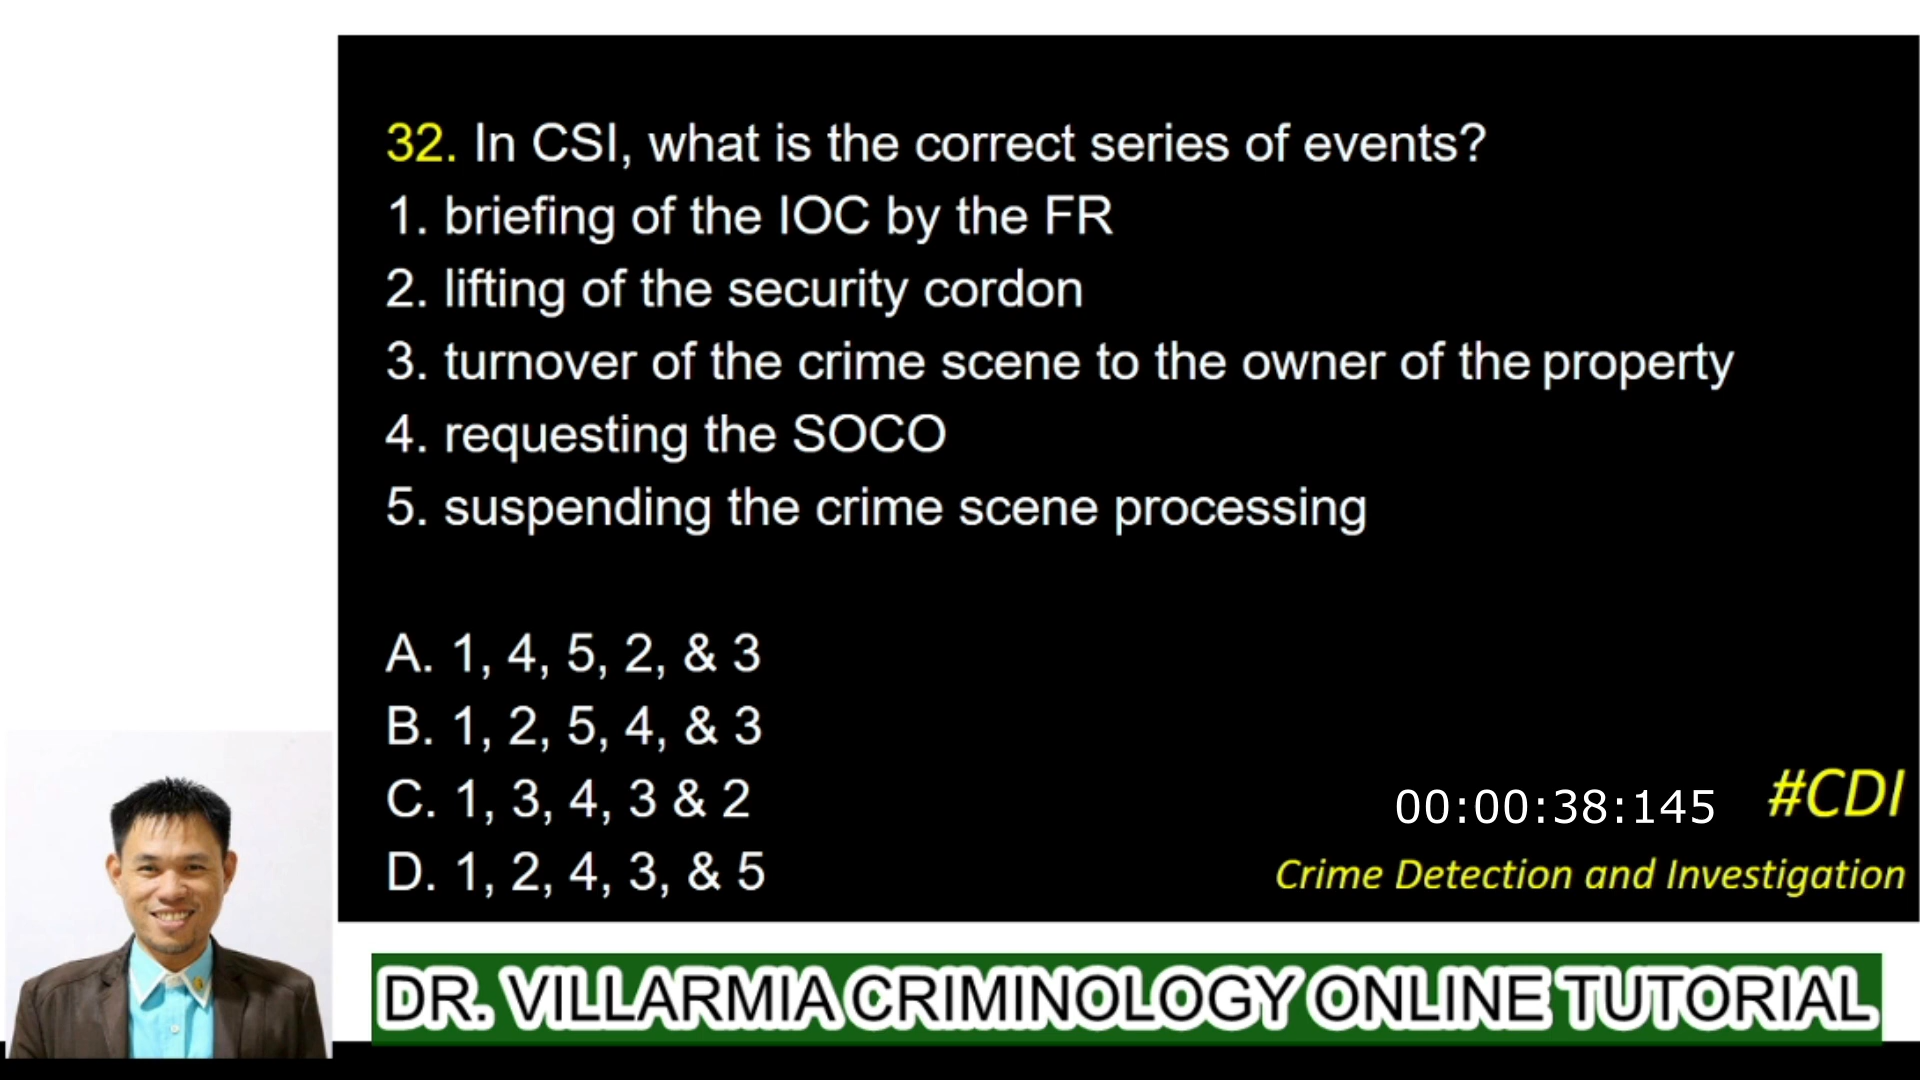 32. In CSI, what is the correct series of events?
1. briefing of the IOC by the FR
2. lifting of the security cordon
3. turnover of the crime scene to the owner of the property
4. requesting the SOCO
5. suspending the crime scene processing
A. 1, 4, 5, 2, & 3
B. 1, 2, 5, 4, & 3
C. 1, 3, 4, 3 & 2
D. 1, 2, 4, 3, & 5
00:00:38:145
#CDI
Crime Detection and Investigation
DR. VILLARMIA CRIMINOLOGY ONLINE TUTORIAL